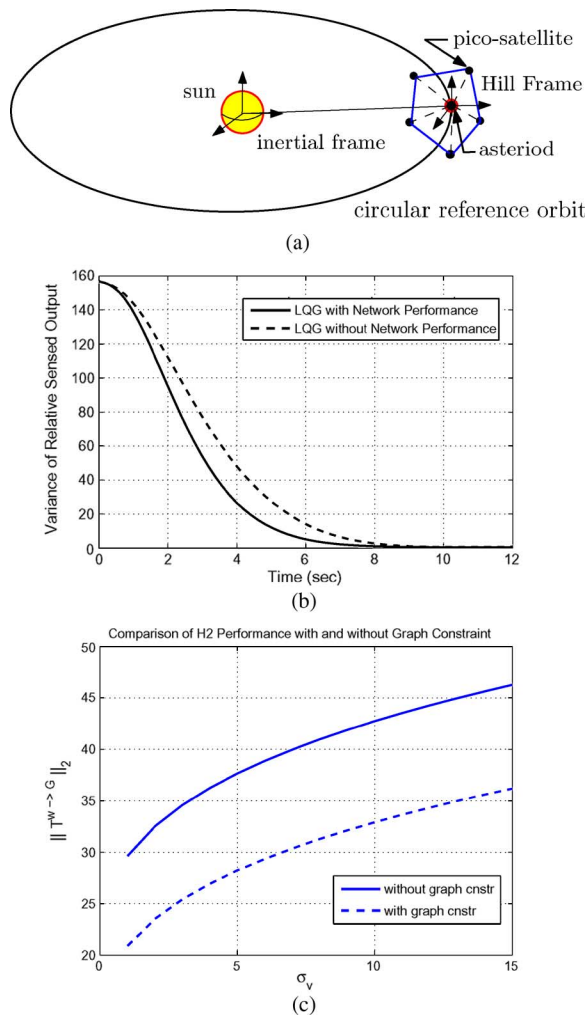 pico-satellite
sun
Hill Frame
inertial frame
asteriod
circular reference orbit
(a)
160
140
120
100
80
60
40
20
0
Variance of Relative Sensed Output
LQG with Network Performance
LQG without Network Performance
0 2 4 6 8 10 12
Time (sec)
(b)
Comparison of H2 Performance with and without Graph Constraint
50
45
40
35
30
25
20
|| T^{w -> G} ||_2
without graph cnstr
with graph cnstr
0 5 10 15
σ_v
(c)